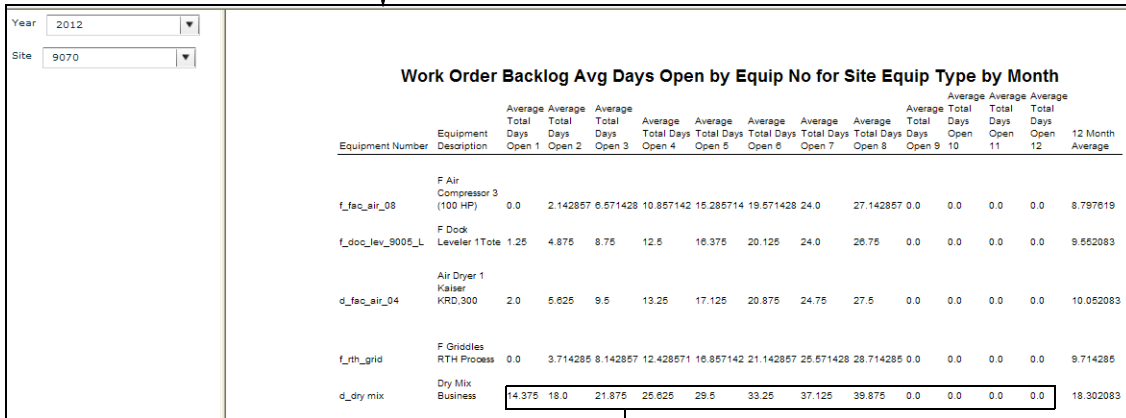 Year 2012
Site 9070
Work Order Backlog Avg Days Open by Equip No for Site Equip Type by Month
Average Average Average
Average Average Average Average Total Total Total
Total Total Total Average Average Average Average Average Total Days Days Days
Equipment Days Days Days Total Days Total Days Total Days Total Days Total Days Days Open Open Open 12 Month
Equipment Number Description Open 1 Open 2 Open 3 Open 4 Open 5 Open 6 Open 7 Open 8 Open 9 10 11 12 Average
F Air
Compressor 3
f_fac_air_08 (100 HP) 0.0 2.142857 6.571428 10.857142 15.285714 19.571428 24.0 27.142857 0.0 0.0 0.0 0.0 8.797619
F Dock
f_doc_lev_9005_L Leveler 1Tote 1.25 4.875 8.75 12.5 16.375 20.125 24.0 26.75 0.0 0.0 0.0 0.0 9.552083
Air Dryer 1
Kaiser
d_fac_air_04 KRD,300 2.0 5.625 9.5 13.25 17.125 20.875 24.75 27.5 0.0 0.0 0.0 0.0 10.052083
F Griddles
f_rth_grid RTH Process 0.0 3.714285 8.142857 12.428571 16.857142 21.142857 25.571428 28.714285 0.0 0.0 0.0 0.0 9.714285
Dry Mix
d_dry mix Business 14.375 18.0 21.875 25.625 29.5 33.25 37.125 39.875 0.0 0.0 0.0 0.0 18.302083